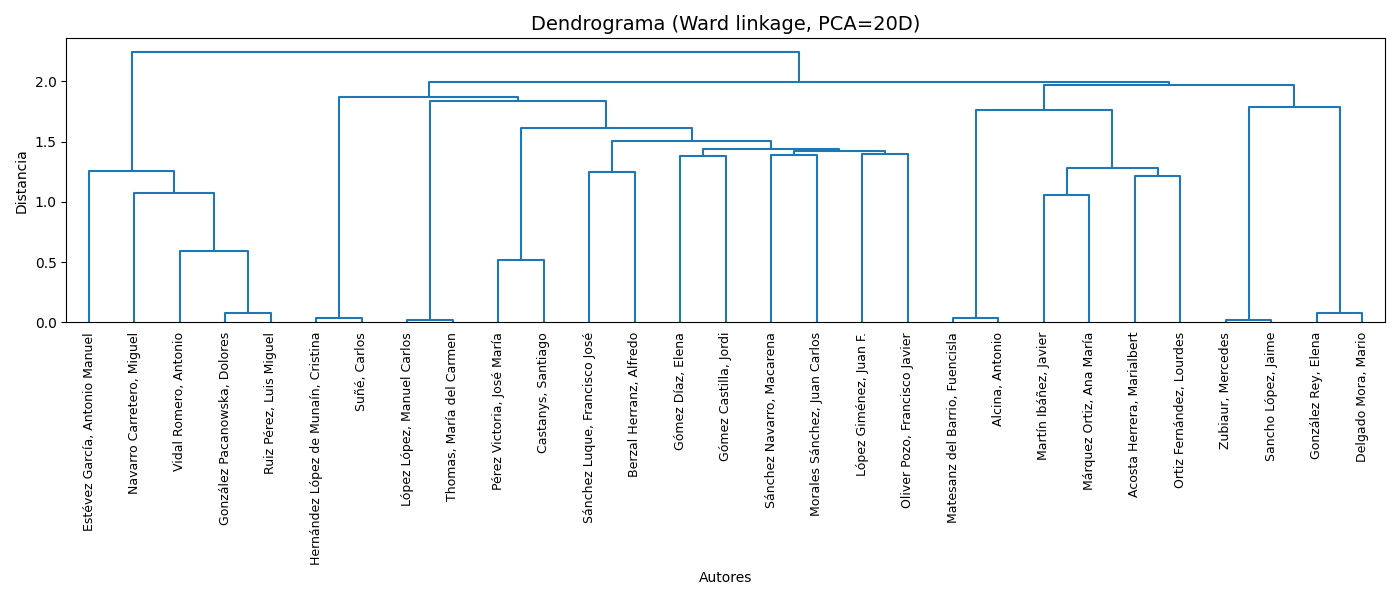 Dendrograma (Ward linkage, PCA=20D)
Distancia
2.0
1.5
1.0
0.5
0.0
Estévez García, Antonio Manuel
Navarro Carretero, Miguel
Vidal Romero, Antonio
González Pacanowska, Dolores
Ruiz Pérez, Luis Miguel
Hernández López de Munaín, Cristina
Suñé, Carlos
López López, Manuel Carlos
Thomas, María del Carmen
Pérez Victoria, José María
Castanys, Santiago
Sánchez Luque, Francisco José
Berzal Herranz, Alfredo
Gómez Díaz, Elena
Gómez Castilla, Jordi
Sánchez Navarro, Macarena
Morales Sánchez, Juan Carlos
López Giménez, Juan F.
Oliver Pozo, Francisco Javier
Matesanz del Barrio, Fuencisla
Alcina, Antonio
Martín Ibáñez, Javier
Márquez Ortiz, Ana María
Acosta Herrera, Marialbert
Ortiz Fernández, Lourdes
Zubiaur, Mercedes
Sancho López, Jaime
González Rey, Elena
Delgado Mora, Mario
Autores